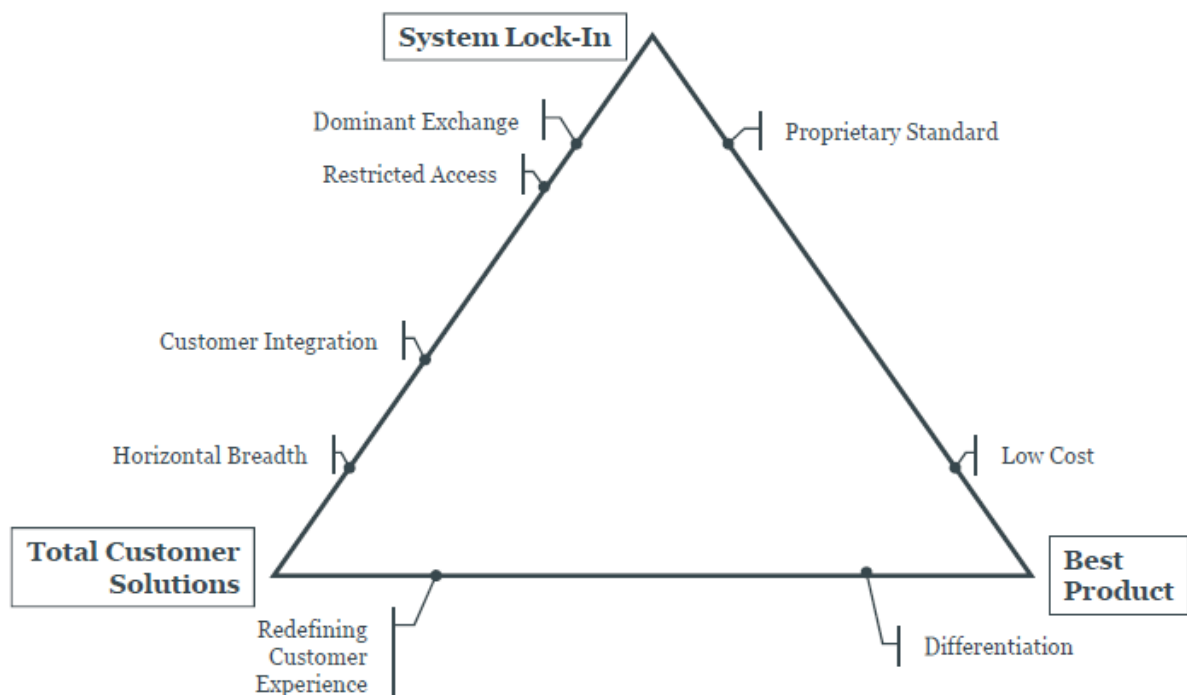 System Lock-In
Dominant Exchange
Proprietary Standard
Restricted Access
Customer Integration
Horizontal Breadth
Low Cost
Total Customer
Solutions
Best
Product
Redefining
Customer
Experience
Differentiation